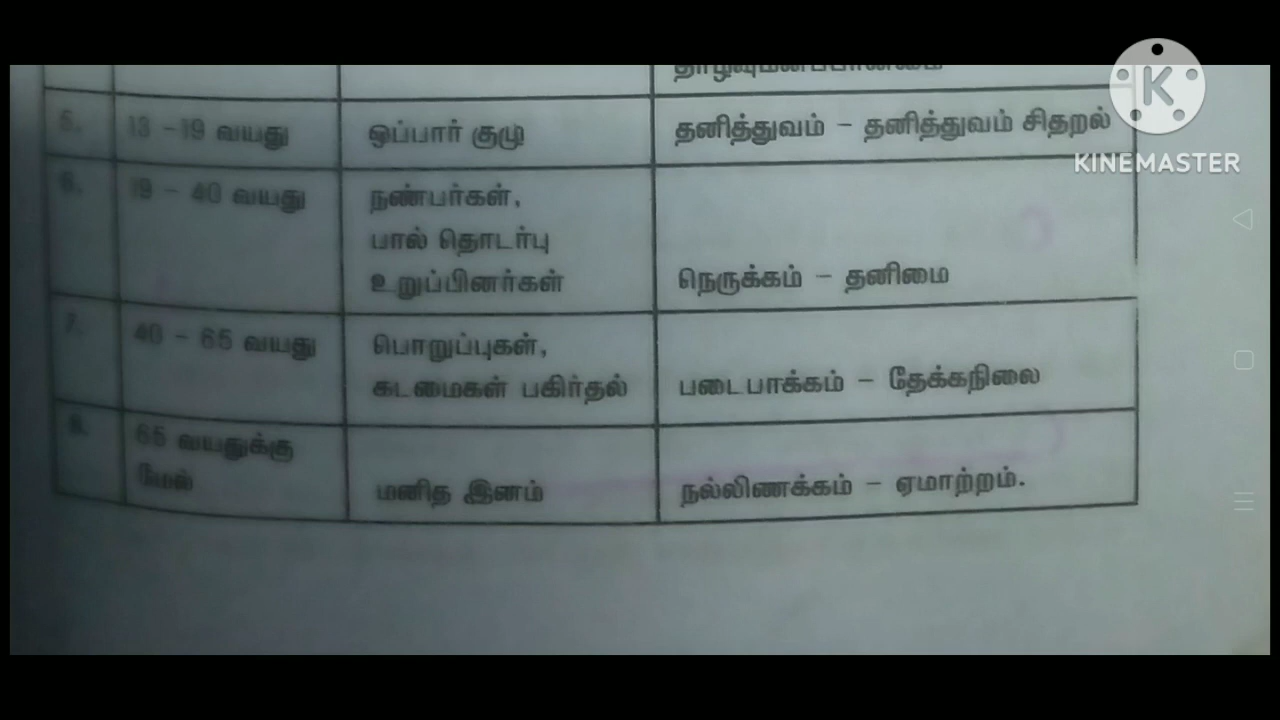 தாழ்வுமனப்பான்மை
5. 13 - 19 வயது ஒப்பார் குழு தனித்துவம் - தனித்துவம் சிதறல்
6. 19 - 40 வயது நண்பர்கள்,
பால் தொடர்பு
உறுப்பினர்கள் நெருக்கம் - தனிமை
7. 40 - 65 வயது பொறுப்புகள்,
கடமைகள் பகிர்தல் படைபாக்கம் - தேக்கநிலை
8. 65 வயதுக்கு
மேல் மனித இனம் நல்லிணக்கம் - ஏமாற்றம்.
K
KINEMASTER